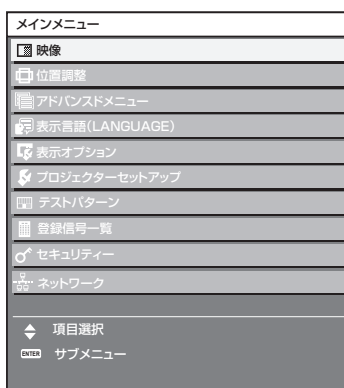 メインメニュー
映像
位置調整
アドバンスドメニュー
表示言語(LANGUAGE)
表示オプション
プロジェクターセットアップ
テストパターン
登録信号一覧
セキュリティー
ネットワーク
項目選択
ENTER サブメニュー